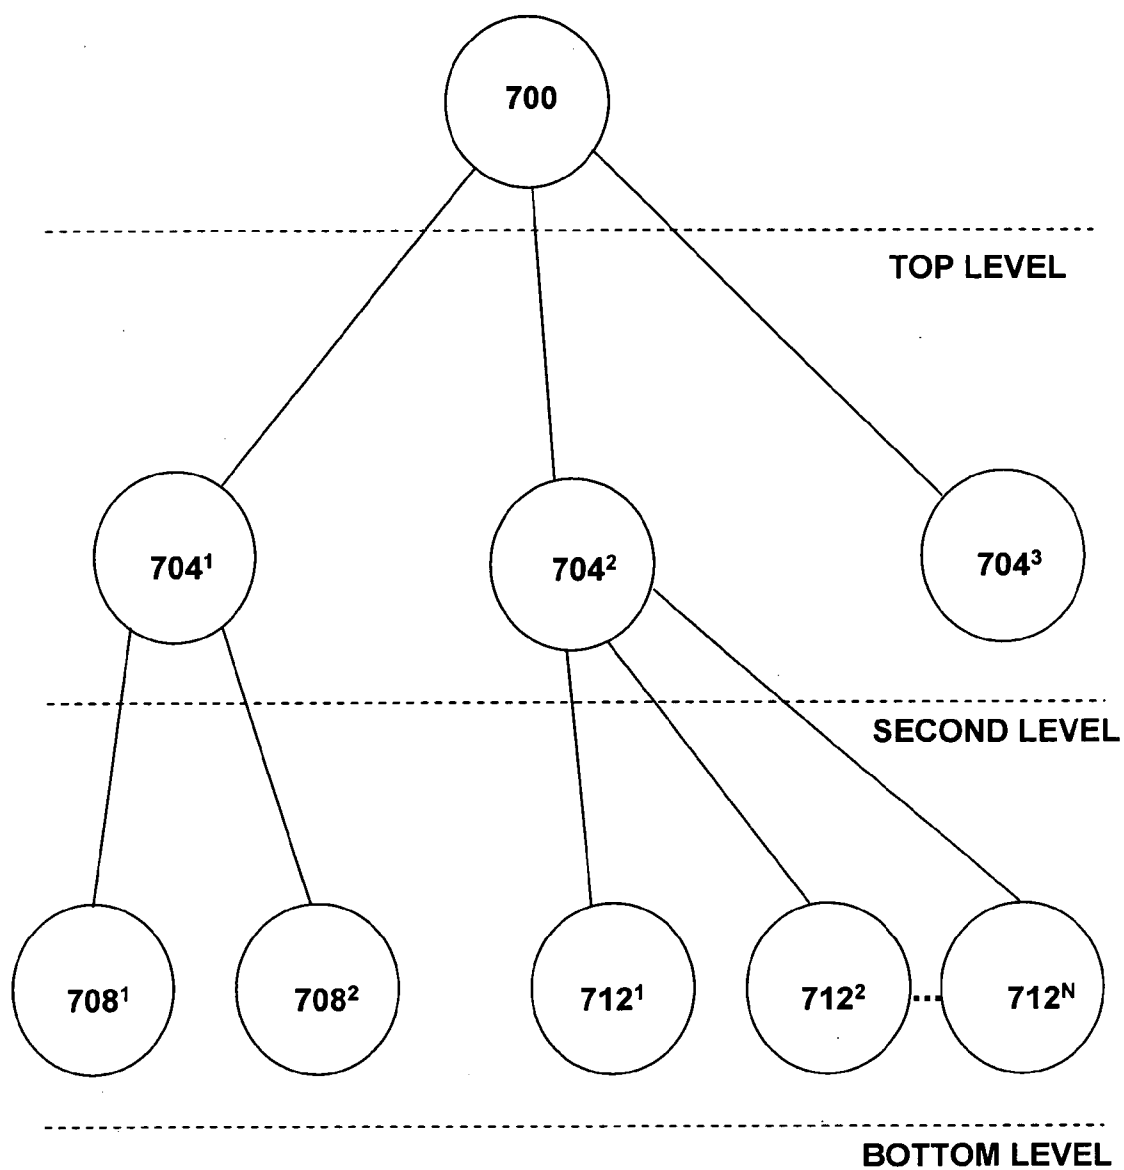 700
TOP LEVEL
704¹ 704² 704³
SECOND LEVEL
708¹ 708² 712¹ 712² ... 712ᴺ
BOTTOM LEVEL